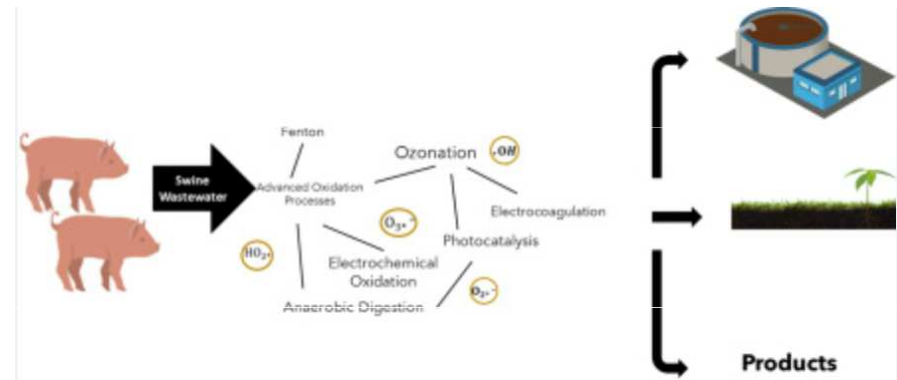 Fenton
Ozonation
•OH
Swine
Wastewater
Advanced Oxidation
Processes
Electrocoagulation
O₃•⁻
Photocatalysis
HO₂•
Electrochemical
Oxidation
O₂•⁻
Anaerobic Digestion
Products